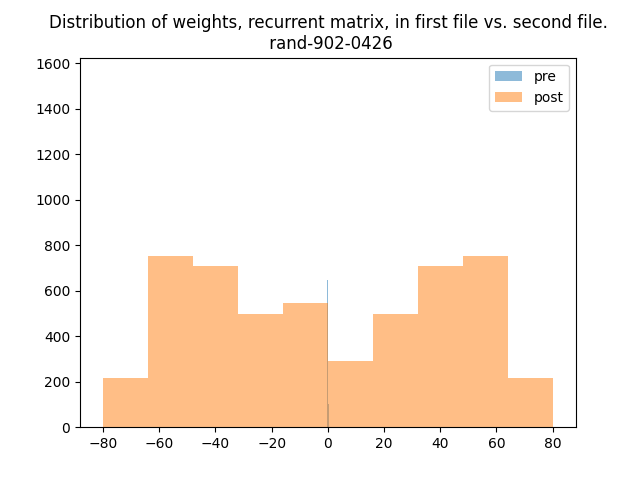 Distribution of weights, recurrent matrix, in first file vs. second file.
rand-902-0426
pre
post
1600
1400
1200
1000
800
600
400
200
0
−80 −60 −40 −20 0 20 40 60 80